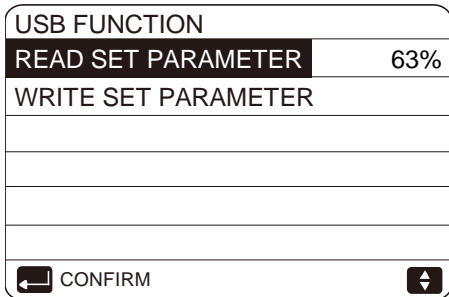 USB FUNCTION
READ SET PARAMETER 63%
WRITE SET PARAMETER
CONFIRM